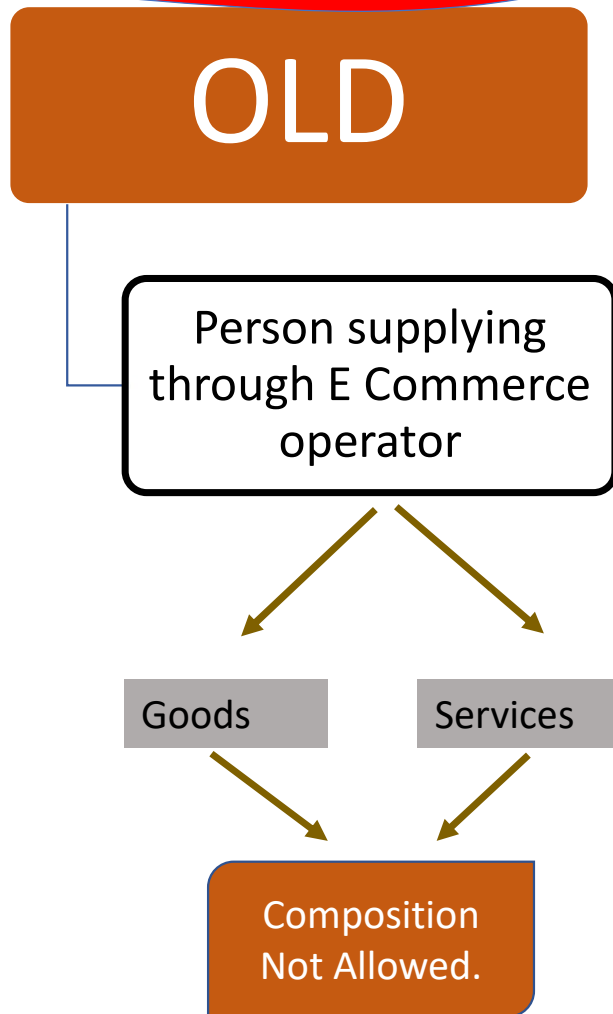 OLD
Person supplying
through E Commerce
operator
Goods
Services
Composition
Not Allowed.